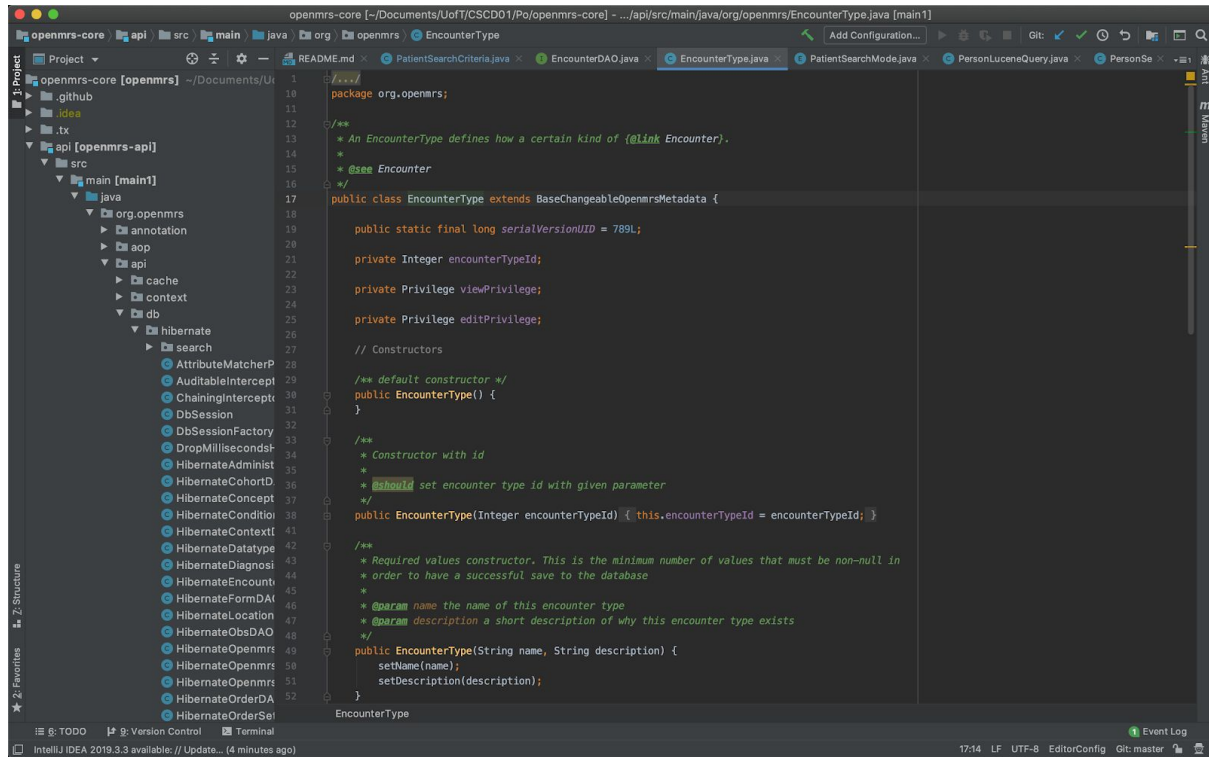 openmrs-core [~/Documents/UofT/CSCD01/Po/openmrs-core] - .../api/src/main/java/org/openmrs/EncounterType.java [main1]
openmrs-core api src main java org openmrs EncounterType Add Configuration... Git:
Project README.md PatientSearchCriteria.java EncounterDAO.java EncounterType.java PatientSearchMode.java PersonLuceneQuery.java PersonSe
1: Project
Ant
Maven
openmrs-core [openmrs] ~/Documents/U
.github
.idea
.tx
api [openmrs-api]
src
main [main1]
java
org.openmrs
annotation
aop
api
cache
context
db
hibernate
search
AttributeMatcherP
AuditableIntercept
ChainingIntercepto
DbSession
DbSessionFactory
DropMillisecondsH
HibernateAdminist
HibernateCohortD
HibernateConcept
HibernateConditio
HibernateContextD
HibernateDatatype
HibernateDiagnosi
HibernateEncounte
HibernateFormDA
HibernateLocation
HibernateObsDAO
HibernateOpenmrs
HibernateOpenmrs
HibernateOpenmrs
HibernateOrderDA
HibernateOrderSet
Z: Structure
2: Favorites
1 /.../
10 package org.openmrs;
11
12 /**
13 * An EncounterType defines how a certain kind of {@link Encounter}.
14 *
15 * @see Encounter
16 */
17 public class EncounterType extends BaseChangeableOpenmrsMetadata {
18
19 public static final long serialVersionUID = 789L;
20
21 private Integer encounterTypeId;
22
23 private Privilege viewPrivilege;
24
25 private Privilege editPrivilege;
26
27 // Constructors
28
29 /** default constructor */
30 public EncounterType() {
31 }
32
33 /**
34 * Constructor with id
35 *
36 * @should set encounter type id with given parameter
37 */
38 public EncounterType(Integer encounterTypeId) { this.encounterTypeId = encounterTypeId; }
41
42 /**
43 * Required values constructor. This is the minimum number of values that must be non-null in
44 * order to have a successful save to the database
45 *
46 * @param name the name of this encounter type
47 * @param description a short description of why this encounter type exists
48 */
49 public EncounterType(String name, String description) {
50 setName(name);
51 setDescription(description);
52 }
EncounterType
6: TODO 9: Version Control Terminal 1 Event Log
IntelliJ IDEA 2019.3.3 available: // Update... (4 minutes ago) 17:14 LF UTF-8 EditorConfig Git: master